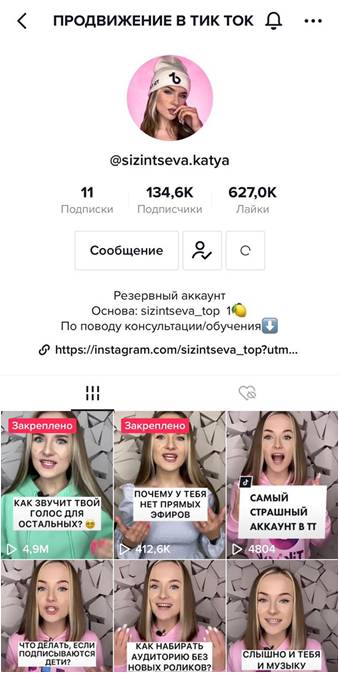 ПРОДВИЖЕНИЕ В ТИК ТОК
@sizintseva.katya
11 134,6K 627,0K
Подписки Подписчики Лайки
Сообщение
Резервный аккаунт
Основа: sizintseva_top 1🍋
По поводу консультации/обучения⬇️
https://instagram.com/sizintseva_top?utm...
Закреплено
КАК ЗВУЧИТ ТВОЙ
ГОЛОС ДЛЯ
ОСТАЛЬНЫХ?
4,9M
Закреплено
ПОЧЕМУ У ТЕБЯ
НЕТ ПРЯМЫХ
ЭФИРОВ
412,6K
САМЫЙ
СТРАШНЫЙ
АККАУНТ В ТТ
4804
ЧТО ДЕЛАТЬ, ЕСЛИ
ПОДПИСЫВАЮТСЯ
ДЕТИ?
КАК НАБИРАТЬ
АУДИТОРИЮ БЕЗ
НОВЫХ РОЛИКОВ?
СЛЫШНО И ТЕБЯ
И МУЗЫКУ